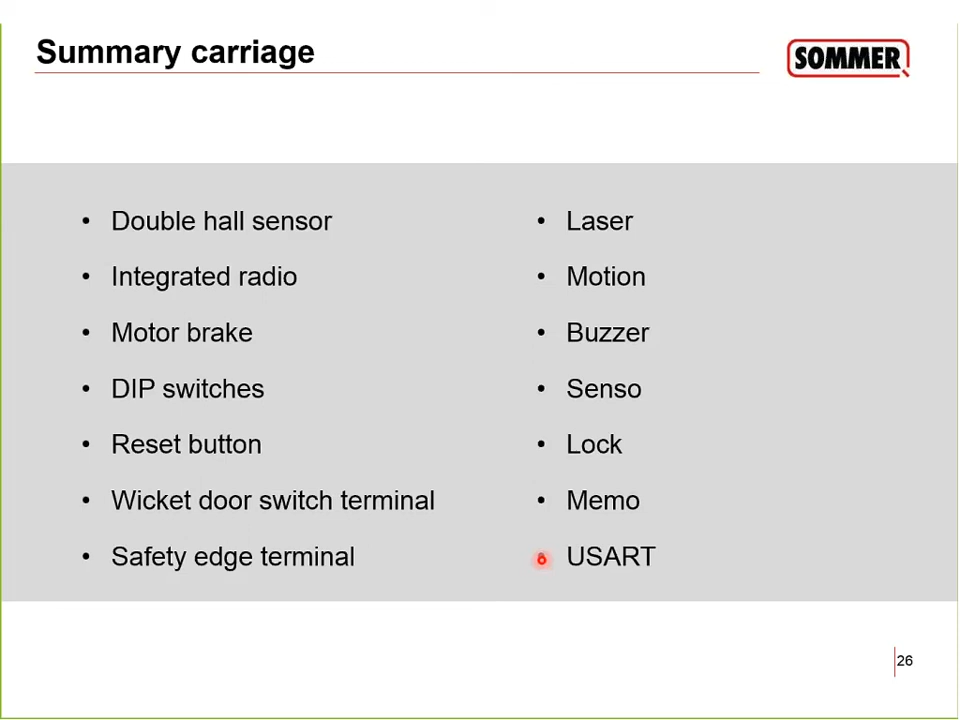 Summary carriage
SOMMER
• Double hall sensor
• Integrated radio
• Motor brake
• DIP switches
• Reset button
• Wicket door switch terminal
• Safety edge terminal
• Laser
• Motion
• Buzzer
• Senso
• Lock
• Memo
• USART
26